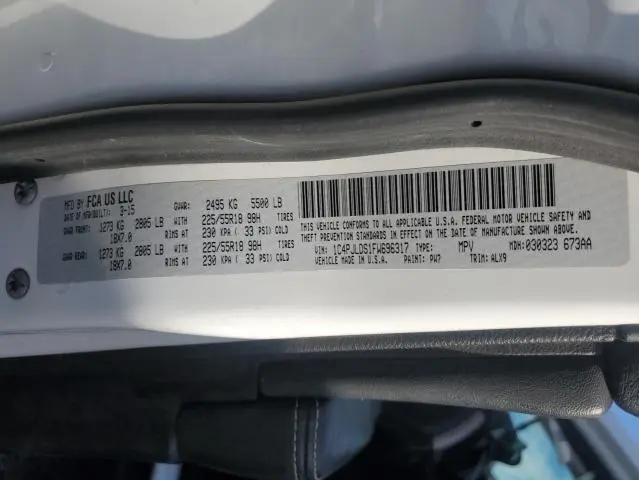 MFD BY FCA US LLC
DATE OF MFR/BUILT: 3-15 GVWR: 2495 KG 5500 LB
GAWR FRONT: 1273 KG 2805 LB WITH 225/55R18 98H TIRES
18X7.0 RIMS AT 230 KPA ( 33 PSI) COLD
GAWR REAR: 1273 KG 2805 LB WITH 225/55R18 98H TIRES
18X7.0 RIMS AT 230 KPA ( 33 PSI) COLD
THIS VEHICLE CONFORMS TO ALL APPLICABLE U.S.A. FEDERAL MOTOR VEHICLE SAFETY,
AND THEFT PREVENTION STANDARDS IN EFFECT ON THE DATE OF MANUFACTURE SHOWN ABOVE.
VIN: 1C4PJLDS1FW696317 TYPE: MPV MDH: 030323 673AA
VEHICLE MADE IN U.S.A. PAINT: PW7 TRIM: ALX9